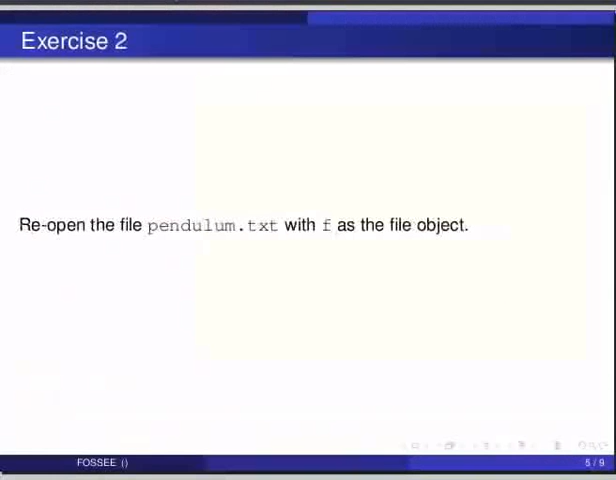 Exercise 2
Re-open the file pendulum.txt with f as the file object.
FOSSEE ()
5 / 9